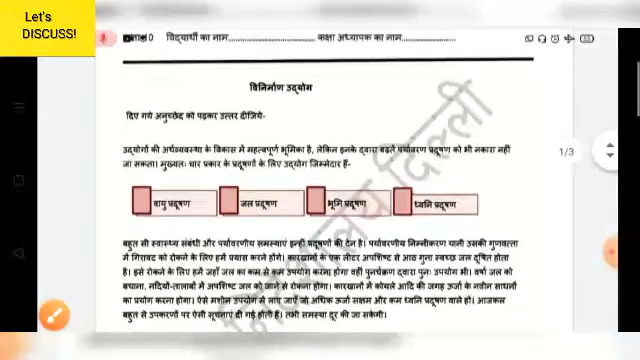 Let's
DISCUSS!
विद्यार्थी का नाम.................................... कक्षा अध्यापक का नाम.......................
विनिर्माण उद्योग
दिए गये अनुच्छेद को पढ़कर उत्तर दीजिये-
उद्योगों की अर्थव्यवस्था के विकास में महत्वपूर्ण भूमिका है, लेकिन इनके द्वारा बढ़ते पर्यावरण प्रदूषण को भी नकारा नहीं
जा सकता। मुख्यतः चार प्रकार के प्रदूषणों के लिए उद्योग जिम्मेदार हैं-
1/3
वायु प्रदूषण जल प्रदूषण भूमि प्रदूषण ध्वनि प्रदूषण
बहुत सी स्वास्थ्य संबंधी और पर्यावरणीय समस्याएं इन्हीं प्रदूषणों की देन है। पर्यावरणीय निम्नीकरण यानी उसकी गुणवत्ता
में गिरावट को रोकने के लिए हमे प्रयास करने होंगे। कारखानों के एक लीटर अपशिष्ट से आठ गुना स्वच्छ जल दूषित होता
है। इसे रोकने के लिए हमें जहाँ जल का कम से कम उपयोग करना होगा वहीं पुनर्चक्रण द्वारा पुनः उपयोग भी। वर्षा जल को
बचाना, नदियों-तालाबों में अपशिष्ट जल को जाने से रोकना होगा। कारखानों में कोयले आदि की जगह ऊर्जा के नवीन साधनों
का प्रयोग करना होगा। ऐसे मशीन उपयोग में लाए जाएँ जो अधिक ऊर्जा सक्षम और कम ध्वनि प्रदूषण वाले हो। आजकल
बहुत से उपकरणों पर ऐसी सूचनाएं दी गई होती हैं। तभी समस्या दूर की जा सकेगी।